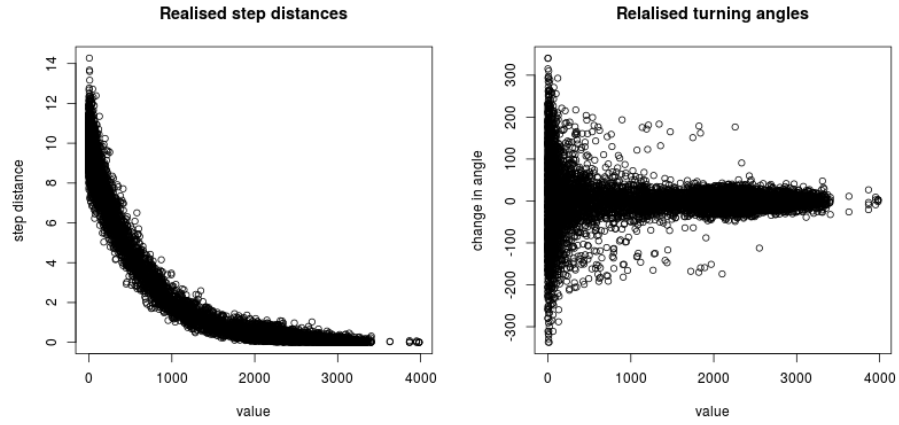 Realised step distances
step distance
14
12
10
8
6
4
2
0
0 1000 2000 3000 4000
value
Relalised turning angles
change in angle
300
200
100
0
-100
-200
-300
0 1000 2000 3000 4000
value